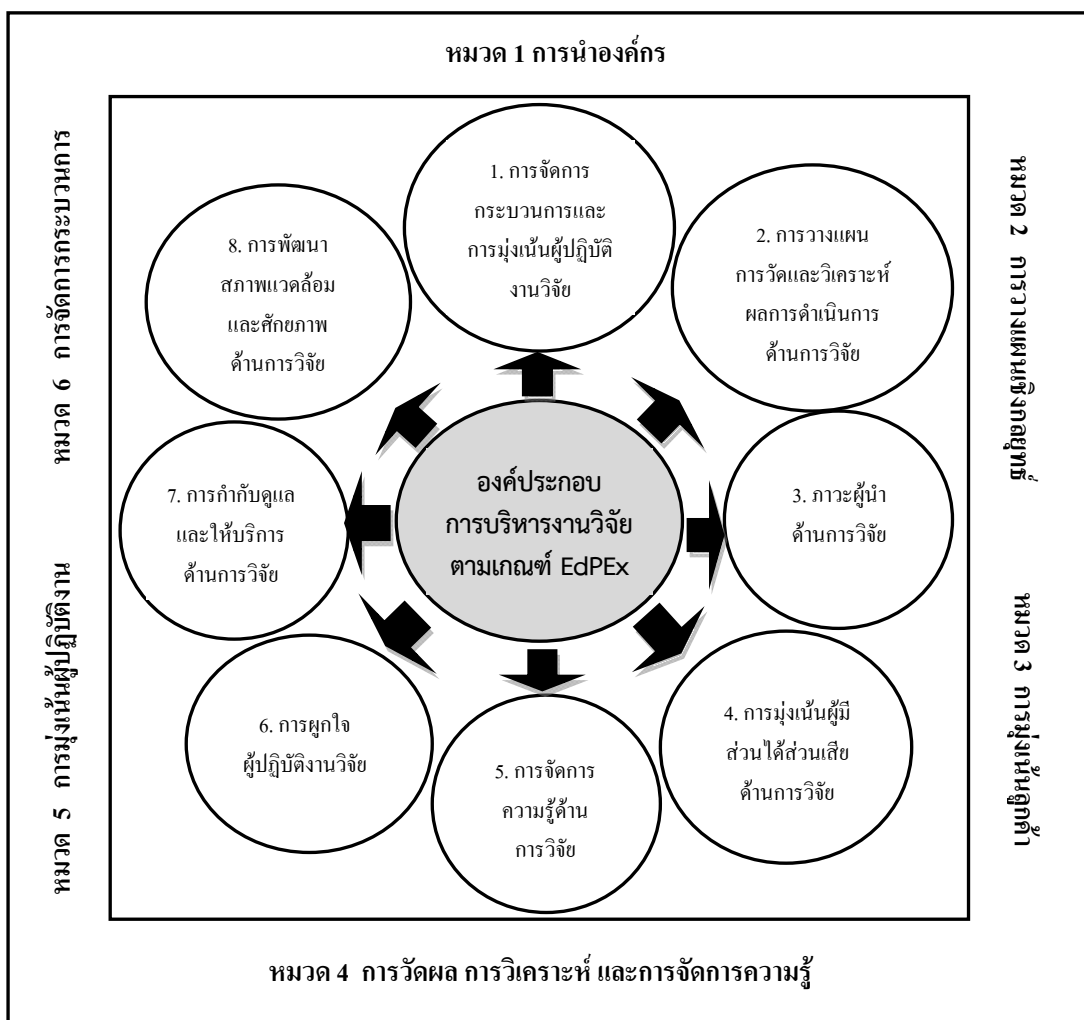 หมวด 1 การนำองค์กร
หมวด 6 การจัดการกระบวนการ
หมวด 5 การมุ่งเน้นผู้ปฏิบัติงาน
1. การจัดการ
กระบวนการและ
การมุ่งเน้นผู้ปฏิบัติ
งานวิจัย
2. การวางแผน
การวัดและวิเคราะห์
ผลการดำเนินการ
ด้านการวิจัย
3. ภาวะผู้นำ
ด้านการวิจัย
4. การมุ่งเน้นผู้มี
ส่วนได้ส่วนเสีย
ด้านการวิจัย
5. การจัดการ
ความรู้ด้าน
การวิจัย
6. การผูกใจ
ผู้ปฏิบัติงานวิจัย
7. การกำกับดูแล
และให้บริการ
ด้านการวิจัย
8. การพัฒนา
สภาพแวดล้อม
และศักยภาพ
ด้านการวิจัย
องค์ประกอบ
การบริหารงานวิจัย
ตามเกณฑ์ EdPEx
หมวด 2 การวางแผนเชิงกลยุทธ์
หมวด 3 การมุ่งเน้นลูกค้า
หมวด 4 การวัดผล การวิเคราะห์ และการจัดการความรู้